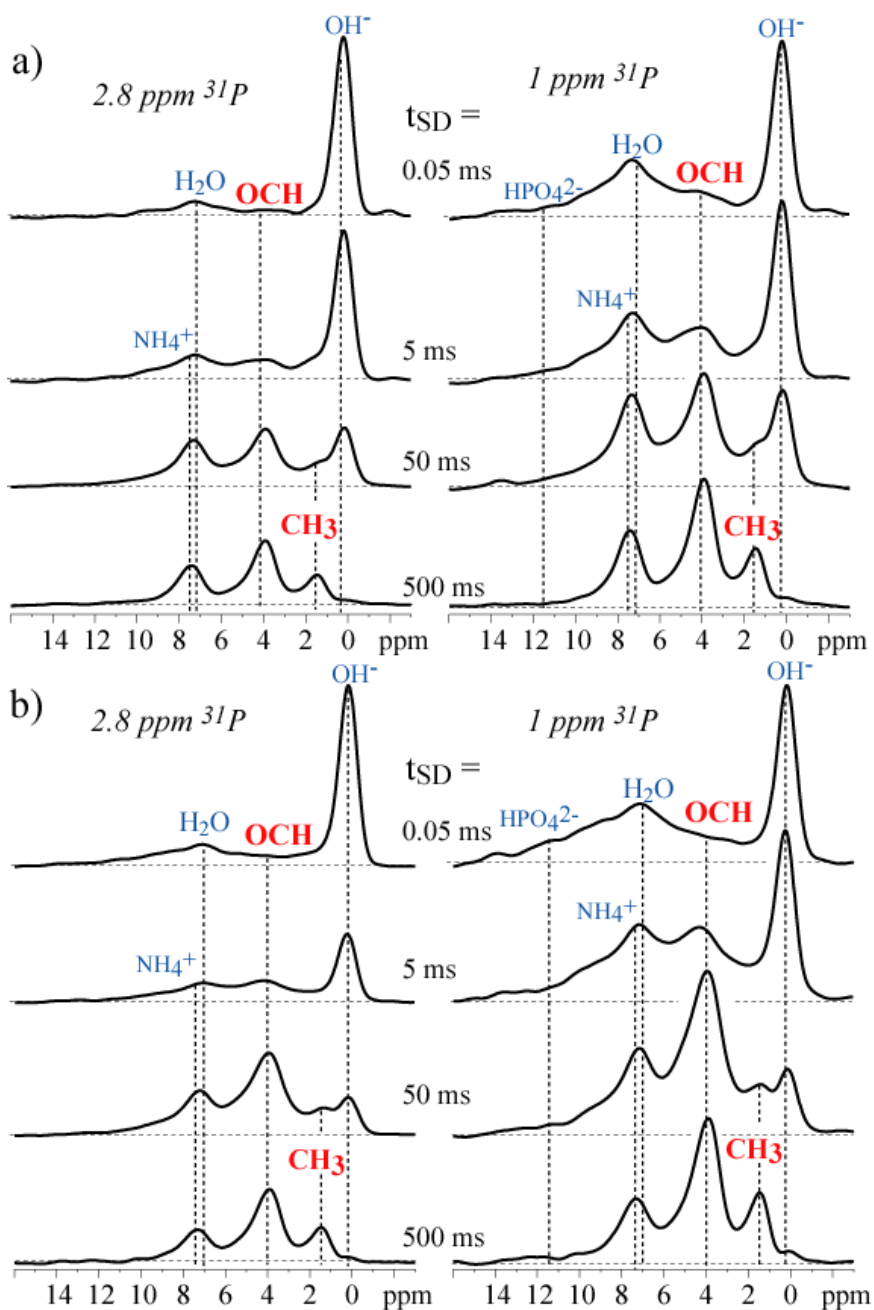 OH⁻ OH⁻
a)
2.8 ppm ³¹P 1 ppm ³¹P
tSD =
H₂O OCH 0.05 ms HPO₄²⁻ H₂O OCH
NH₄⁺ 5 ms NH₄⁺
50 ms
CH₃ 500 ms CH₃
14 12 10 8 6 4 2 0 ppm 14 12 10 8 6 4 2 0 ppm
OH⁻ OH⁻
b)
2.8 ppm ³¹P 1 ppm ³¹P
tSD =
H₂O OCH 0.05 ms HPO₄²⁻ H₂O OCH
NH₄⁺ 5 ms NH₄⁺
50 ms
CH₃ 500 ms CH₃
14 12 10 8 6 4 2 0 ppm 14 12 10 8 6 4 2 0 ppm